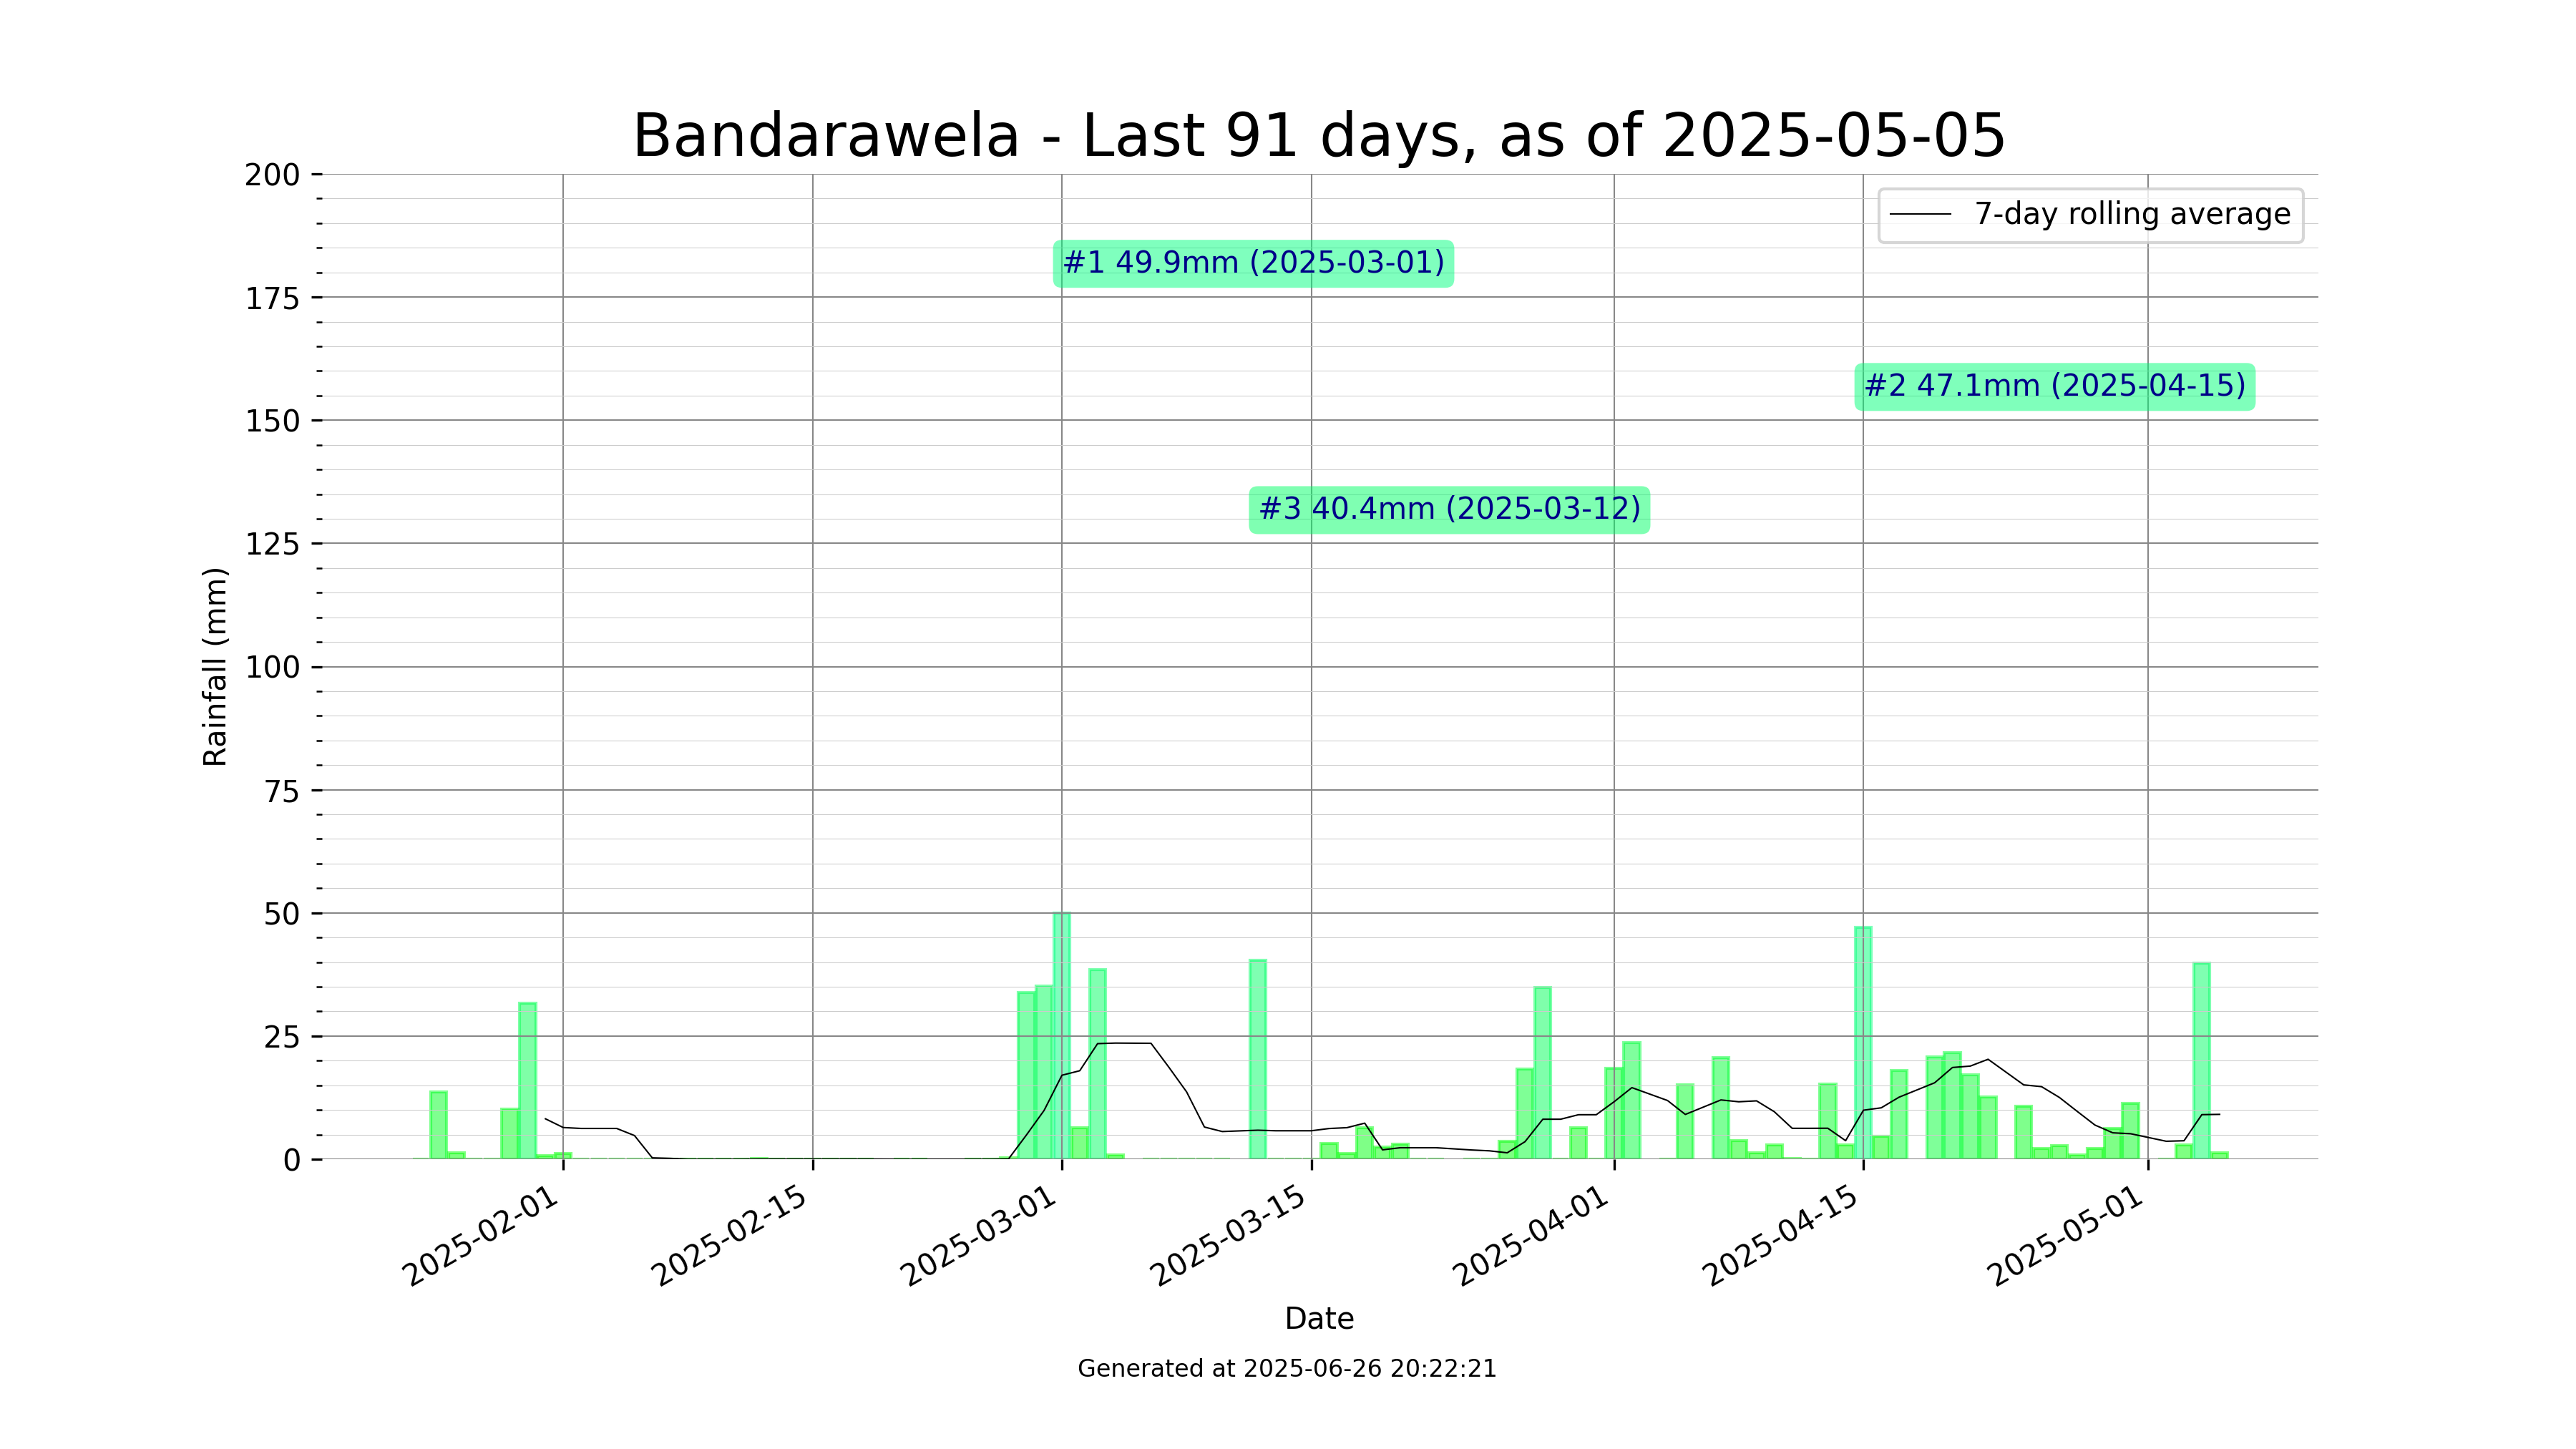 Bandarawela - Last 91 days, as of 2025-05-05
7-day rolling average
#1 49.9mm (2025-03-01)
#2 47.1mm (2025-04-15)
#3 40.4mm (2025-03-12)
Rainfall (mm)
200
175
150
125
100
75
50
25
0
2025-02-01
2025-02-15
2025-03-01
2025-03-15
2025-04-01
2025-04-15
2025-05-01
Date
Generated at 2025-06-26 20:22:21